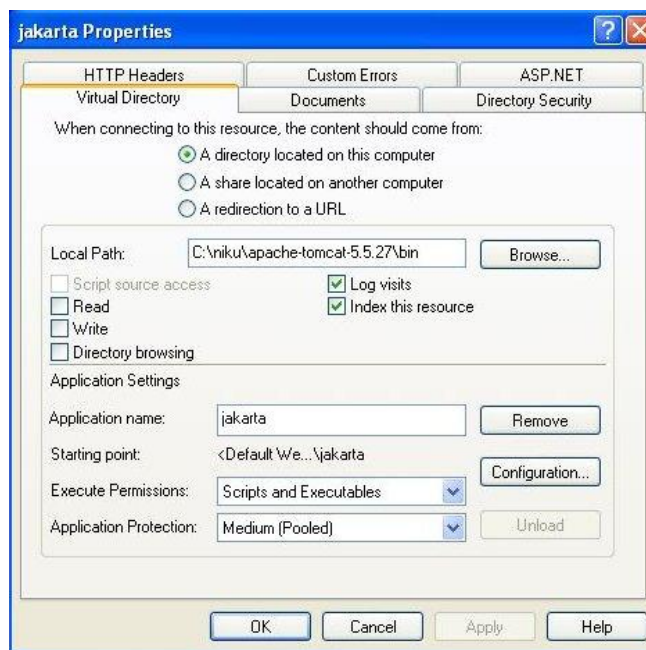 jakarta Properties
HTTP Headers Custom Errors ASP.NET
Virtual Directory Documents Directory Security
When connecting to this resource, the content should come from:
A directory located on this computer
A share located on another computer
A redirection to a URL
Local Path: C:\niku\apache-tomcat-5.5.27\bin Browse...
Script source access Log visits
Read Index this resource
Write
Directory browsing
Application Settings
Application name: jakarta Remove
Starting point: <Default We...\jakarta
Configuration...
Execute Permissions: Scripts and Executables
Application Protection: Medium (Pooled) Unload
OK Cancel Apply Help